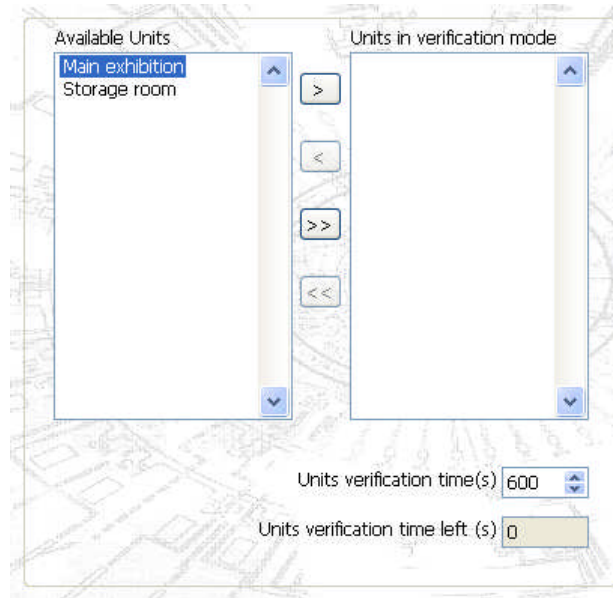 Available Units
Units in verification mode
Main exhibition
Storage room
>
<
>>
<<
Units verification time(s) 600
Units verification time left (s) 0